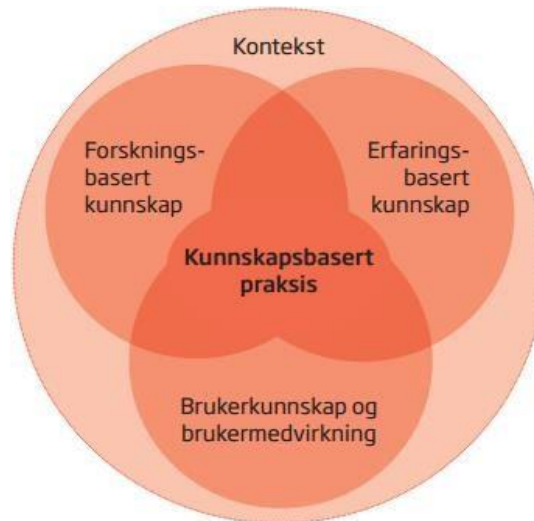 Kontekst
Forsknings-
basert
kunnskap
Erfarings-
basert
kunnskap
Kunnskapsbasert
praksis
Brukerkunnskap og
brukermedvirkning